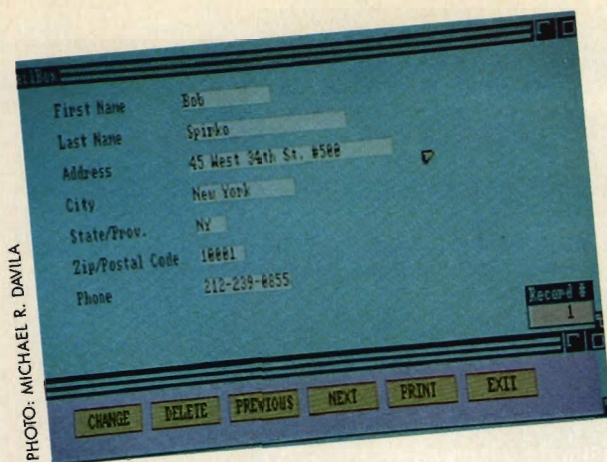 First Name Bob
Last Name Spirko
Address 45 West 34th St. #500
City New York
State/Prov. NY
Zip/Postal Code 10001
Phone 212-239-0855
Record #
1
CHANGE DELETE PREVIOUS NEXT PRINT EXIT
PHOTO: MICHAEL R. DAVILA